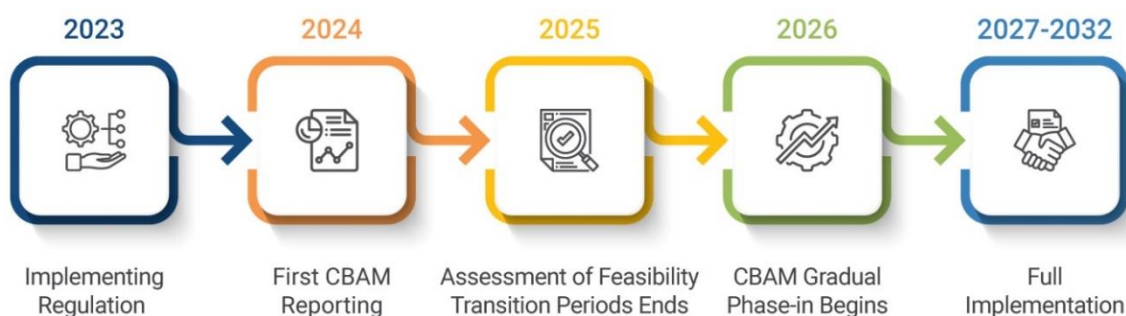 2023
2024
2025
2026
2027-2032
Implementing
Regulation
First CBAM
Reporting
Assessment of Feasibility
Transition Periods Ends
CBAM Gradual
Phase-in Begins
Full
Implementation